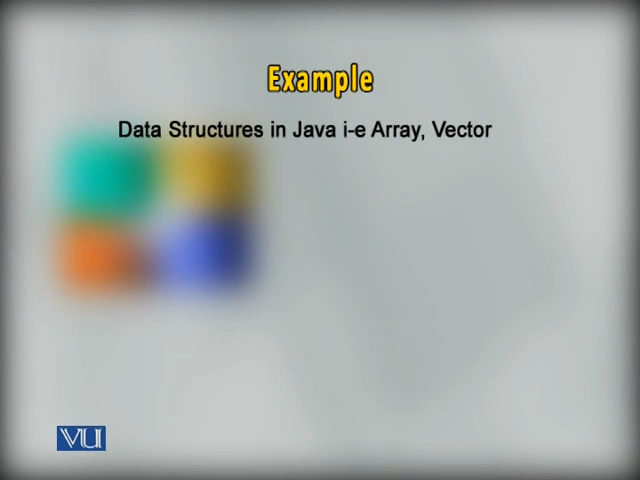 Example
Data Structures in Java i-e Array, Vector
VU